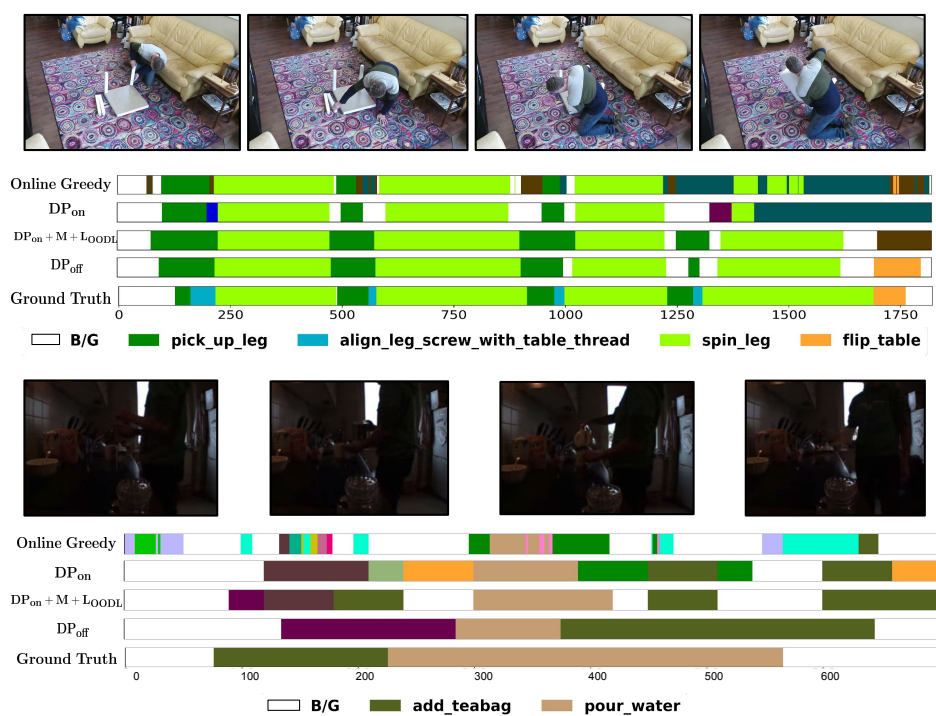 Online Greedy
DPon
DPon + M + LOODL
DPoff
Ground Truth
0 250 500 750 1000 1250 1500 1750
B/G pick_up_leg align_leg_screw_with_table_thread spin_leg flip_table
Online Greedy
DPon
DPon + M + LOODL
DPoff
Ground Truth
0 100 200 300 400 500 600
B/G add_teabag pour_water